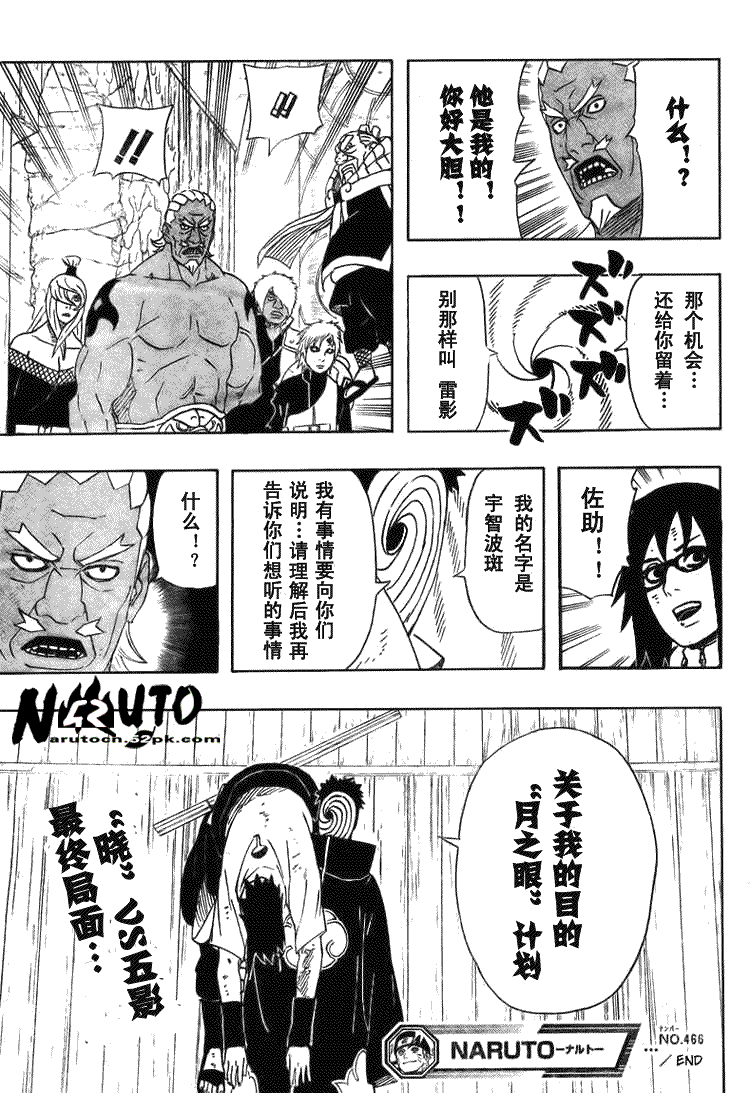 什么！？
他是我的！
你好大胆！！
!!
!!
那个机会…
还给你留着…
ズズズ
ズズ
别那样叫 雷影
佐助！！
我的名字是
宇智波斑
我有事情要向你们
说明…请理解后我再
告诉你们想听的事情
什么！？
NARUTO
narutocn.52pk.com
关于我的目的
“月之眼”计划
“晓”VS五影
最终局面…
NARUTO—ナルト—
ナンバー
NO.466
…／END